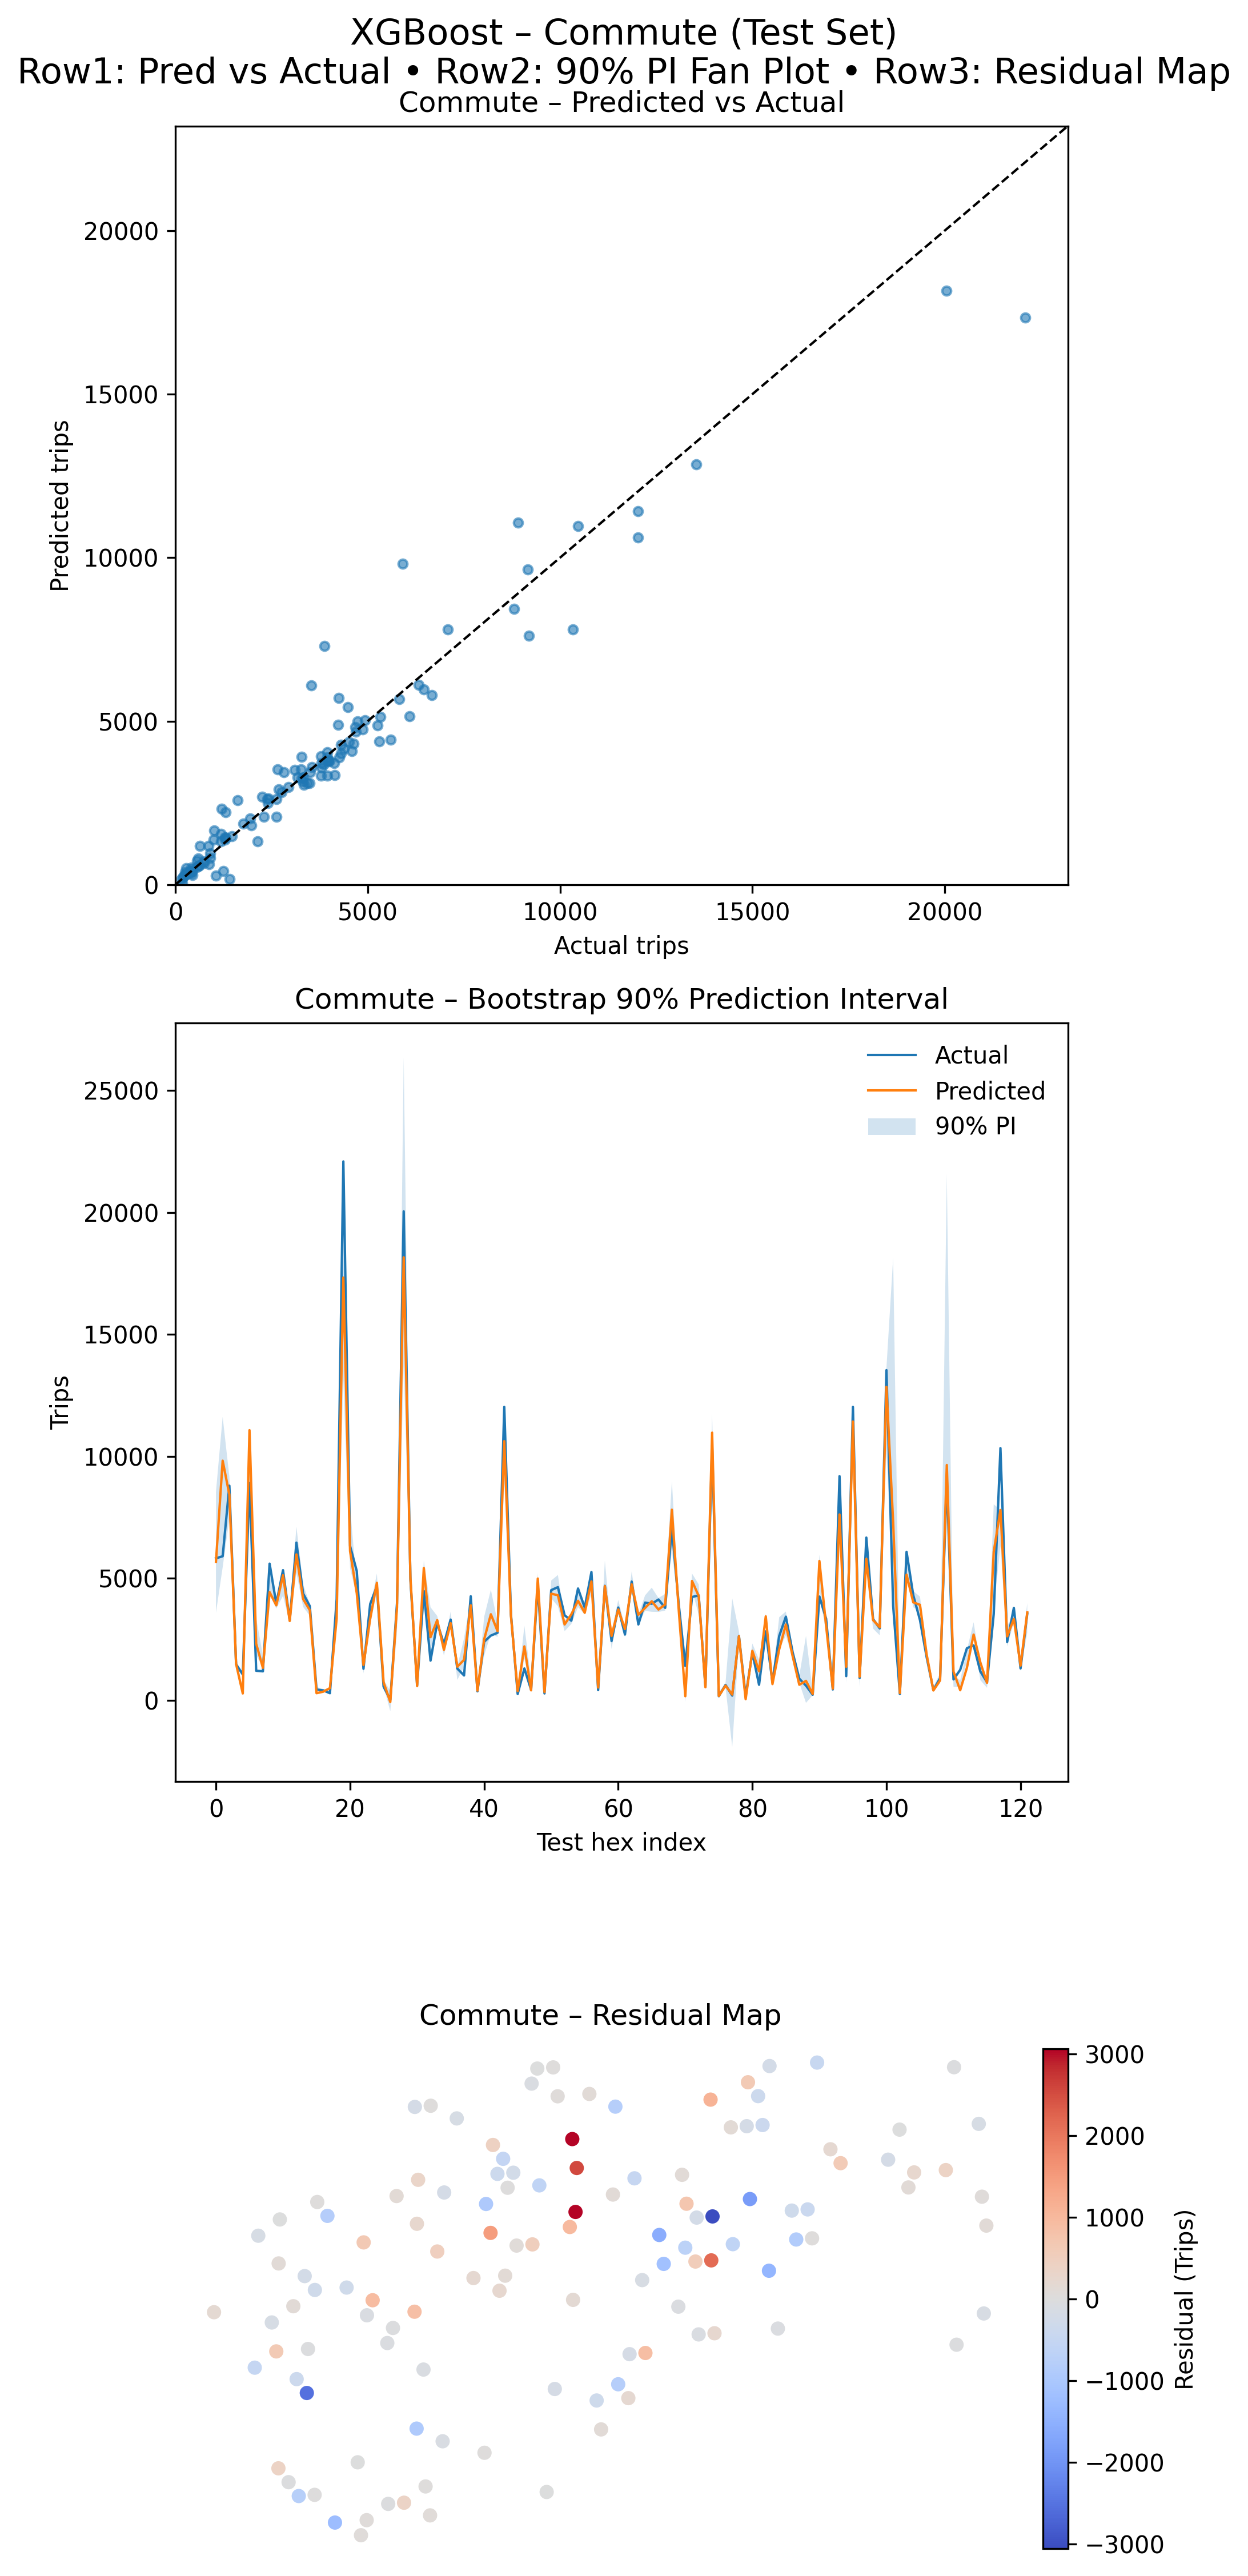 XGBoost – Commute (Test Set)
Row1: Pred vs Actual • Row2: 90% PI Fan Plot • Row3: Residual Map
Commute – Predicted vs Actual
Predicted trips
20000
15000
10000
5000
0
0 5000 10000 15000 20000
Actual trips
Commute – Bootstrap 90% Prediction Interval
Actual
Predicted
90% PI
Trips
25000
20000
15000
10000
5000
0
0 20 40 60 80 100 120
Test hex index
Commute – Residual Map
3000
2000
1000
0
−1000
−2000
−3000
Residual (Trips)